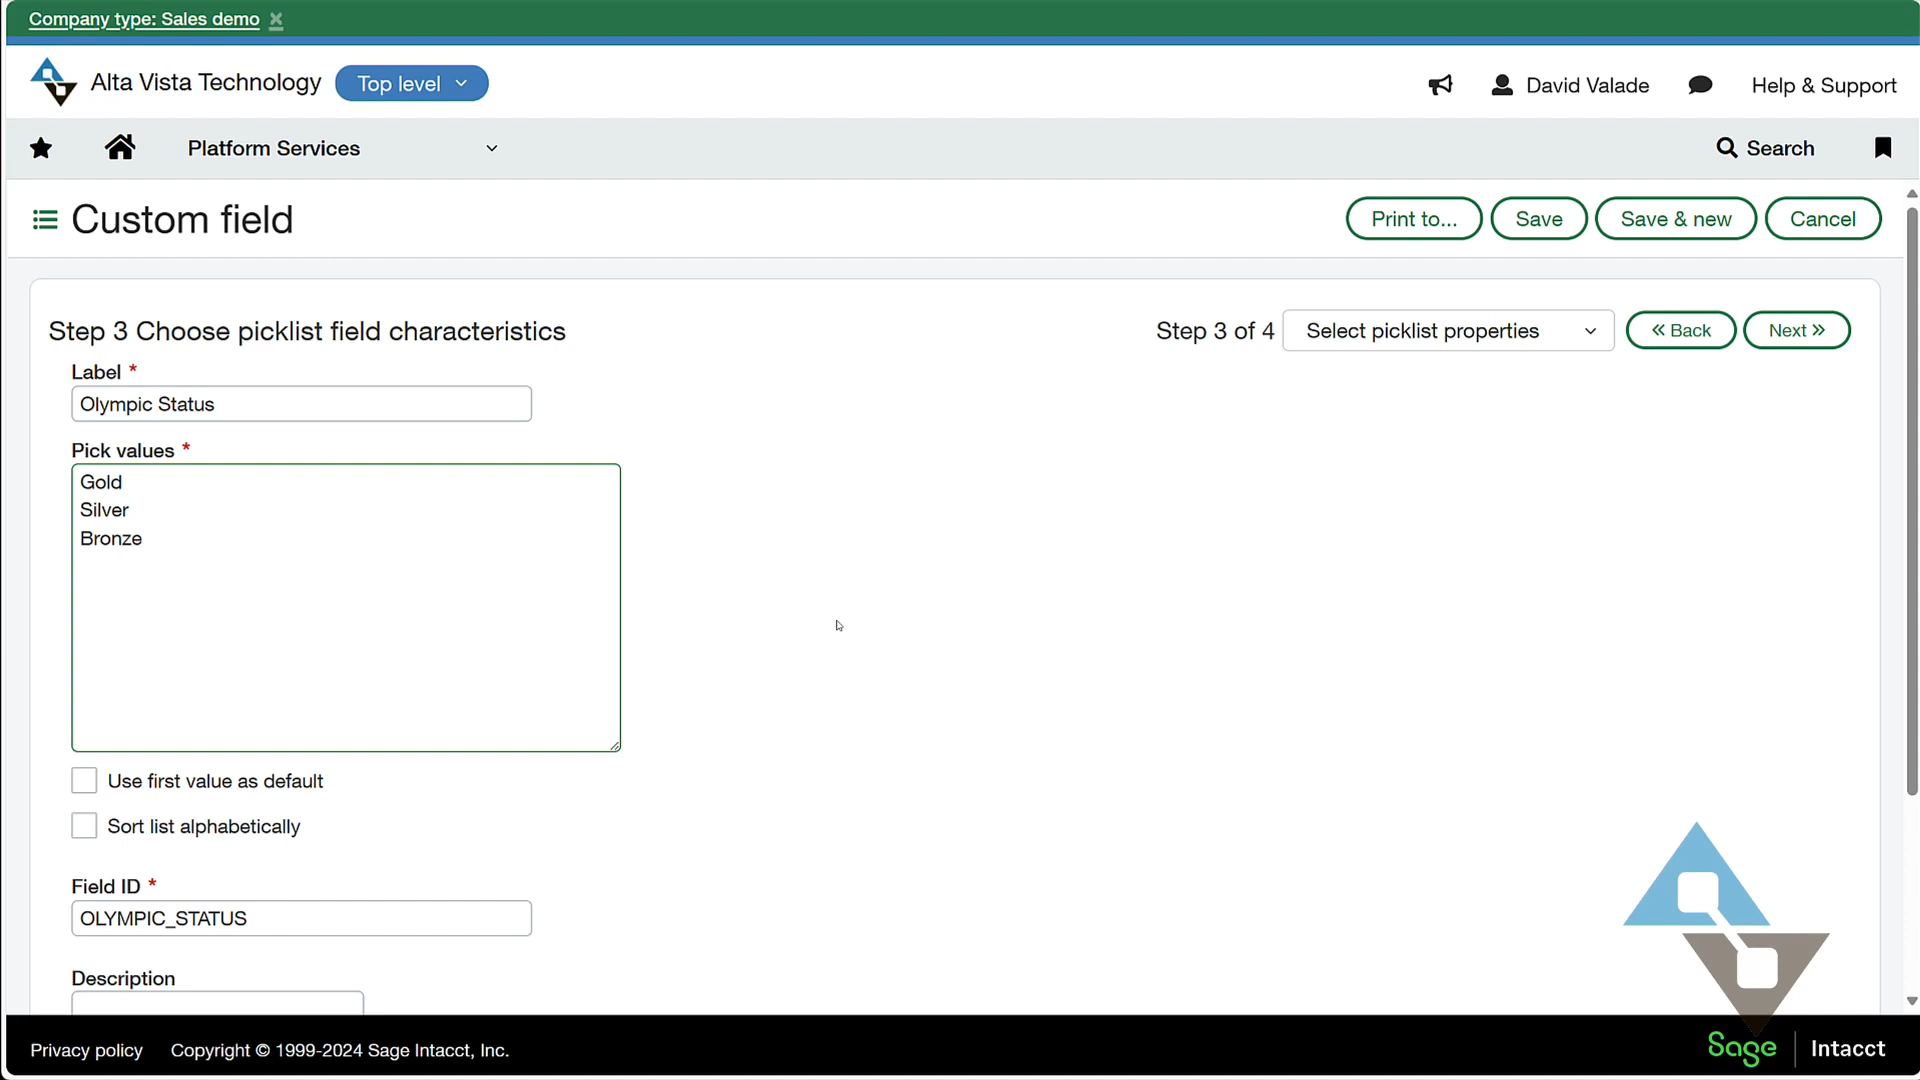 Company type: Sales demo
Alta Vista Technology
Top level
David Valade
Help & Support
Platform Services
Search
Custom field
Print to...
Save
Save & new
Cancel
Step 3 Choose picklist field characteristics
Step 3 of 4
Select picklist properties
Back
Next
Label *
Olympic Status
Pick values *
Gold
Silver
Bronze
Use first value as default
Sort list alphabetically
Field ID *
OLYMPIC_STATUS
Description
Privacy policy
Copyright © 1999-2024 Sage Intacct, Inc.
Sage
Intacct